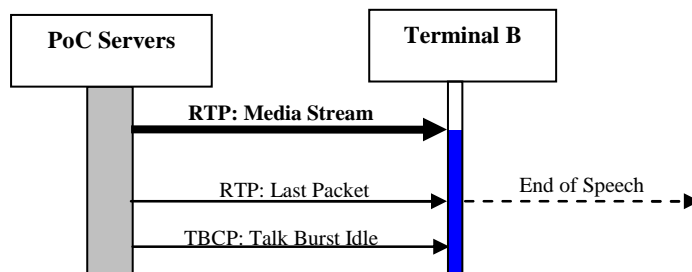 PoC Servers
Terminal B
RTP: Media Stream
RTP: Last Packet
End of Speech
TBCP: Talk Burst Idle